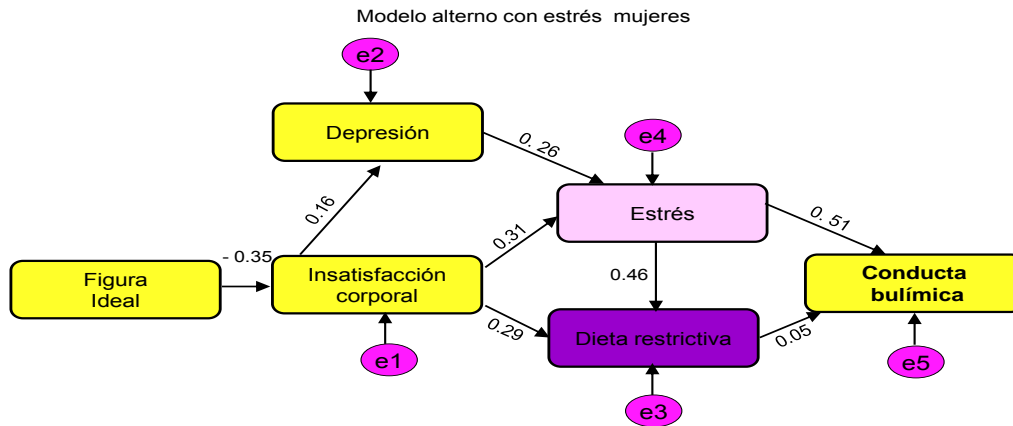 Modelo alterno con estrés mujeres
e2
Depresión
0. 26
e4
0.16
Estrés
0. 51
0.31
- 0.35
Figura
Ideal
Insatisfacción
corporal
0.46
Conducta
bulímica
0.29
Dieta restrictiva
0.05
e1
e5
e3